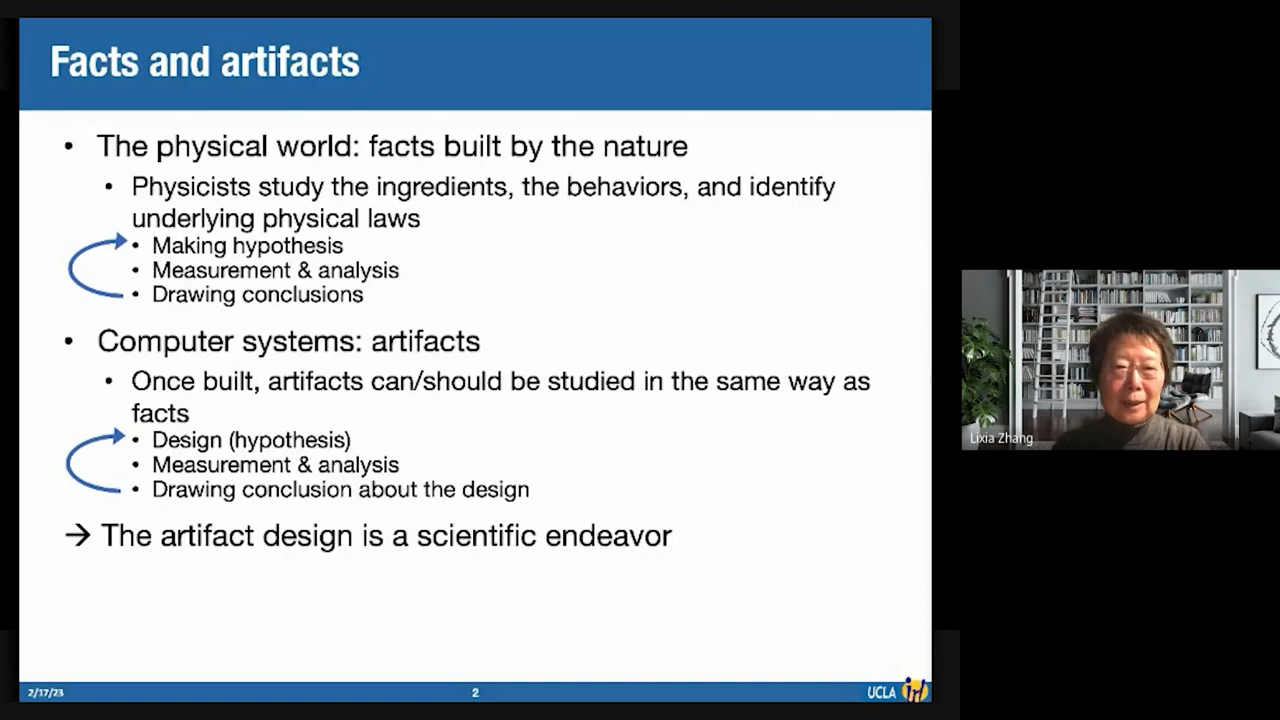 Facts and artifacts
• The physical world: facts built by the nature
• Physicists study the ingredients, the behaviors, and identify
underlying physical laws
• Making hypothesis
• Measurement & analysis
• Drawing conclusions
• Computer systems: artifacts
• Once built, artifacts can/should be studied in the same way as
facts
• Design (hypothesis)
• Measurement & analysis
• Drawing conclusion about the design
→ The artifact design is a scientific endeavor
2/17/23
2
UCLA irl
Lixia Zhang